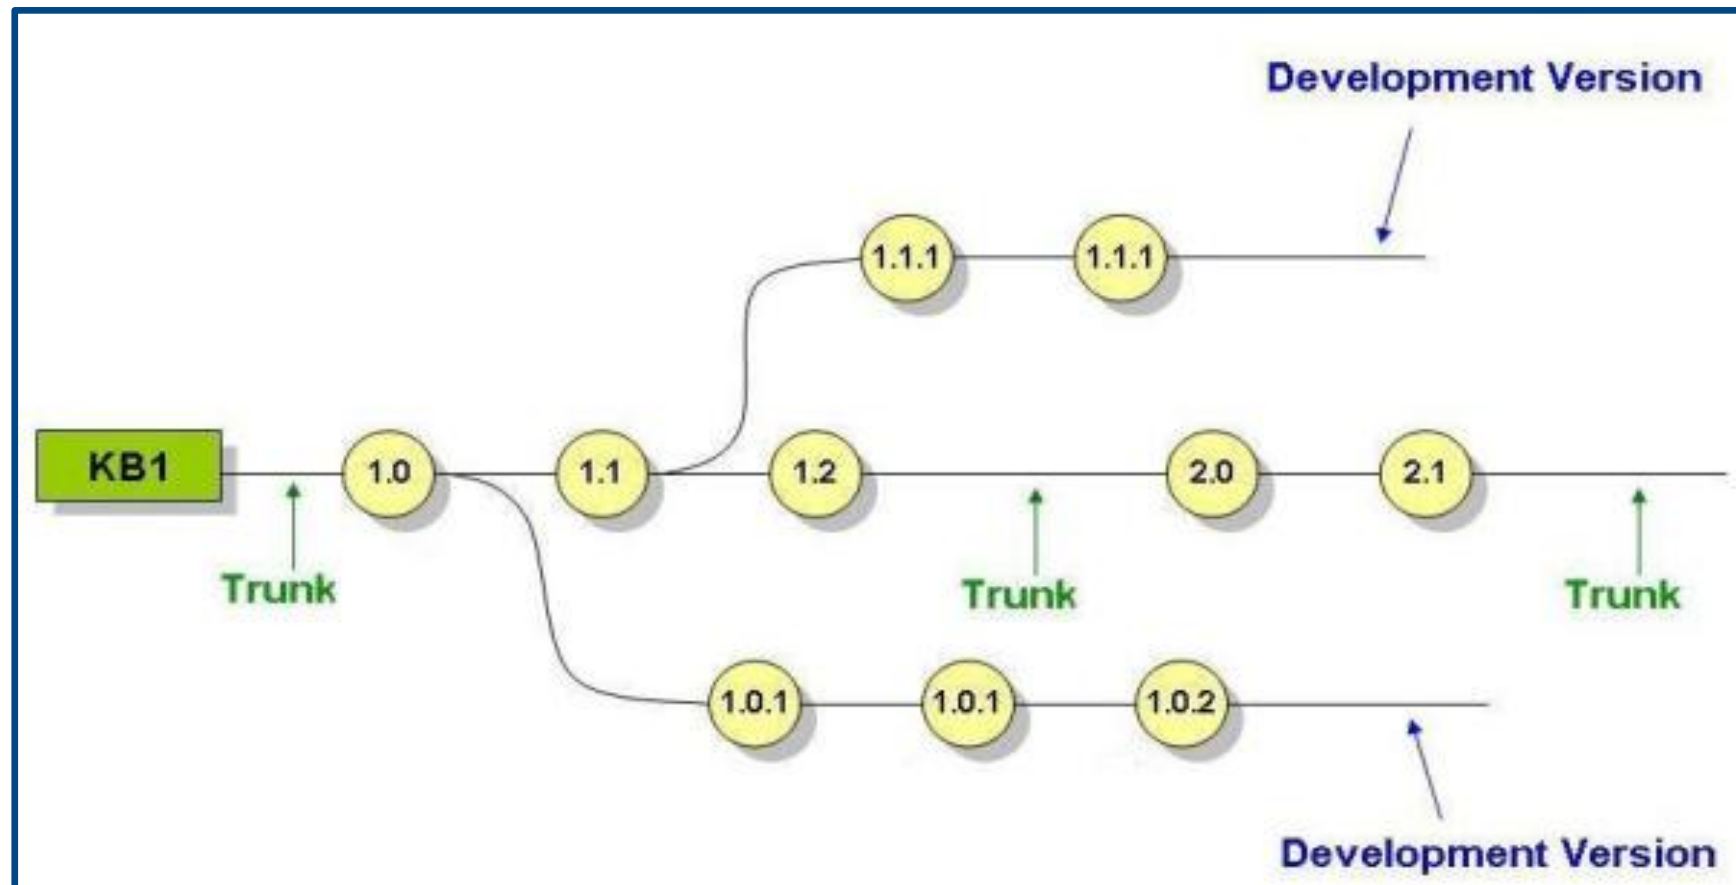 Development Version
1.1.1 1.1.1
KB1 1.0 1.1 1.2 2.0 2.1
Trunk Trunk Trunk
1.0.1 1.0.1 1.0.2
Development Version